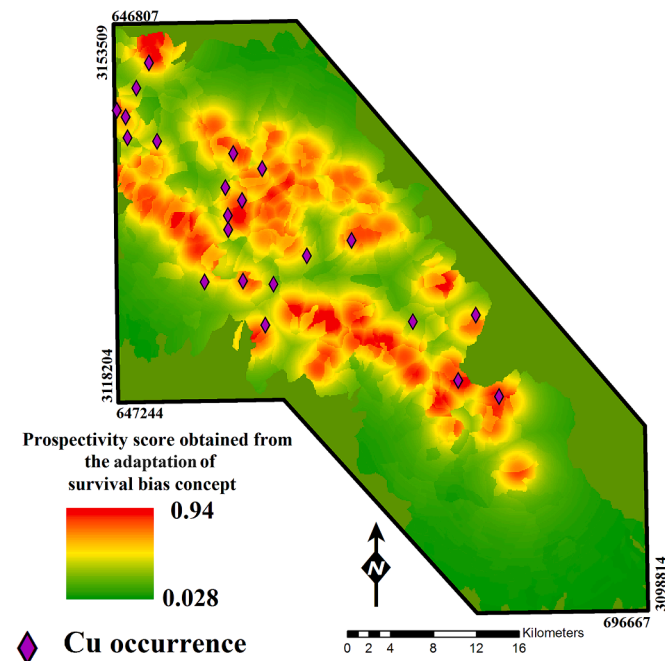 646807
3153509
3118204
647244
Prospectivity score obtained from
the adaptation of
survival bias concept
0.94
0.028
Cu occurrence
N
Kilometers
0 2 4 8 12 16
3098814
696667